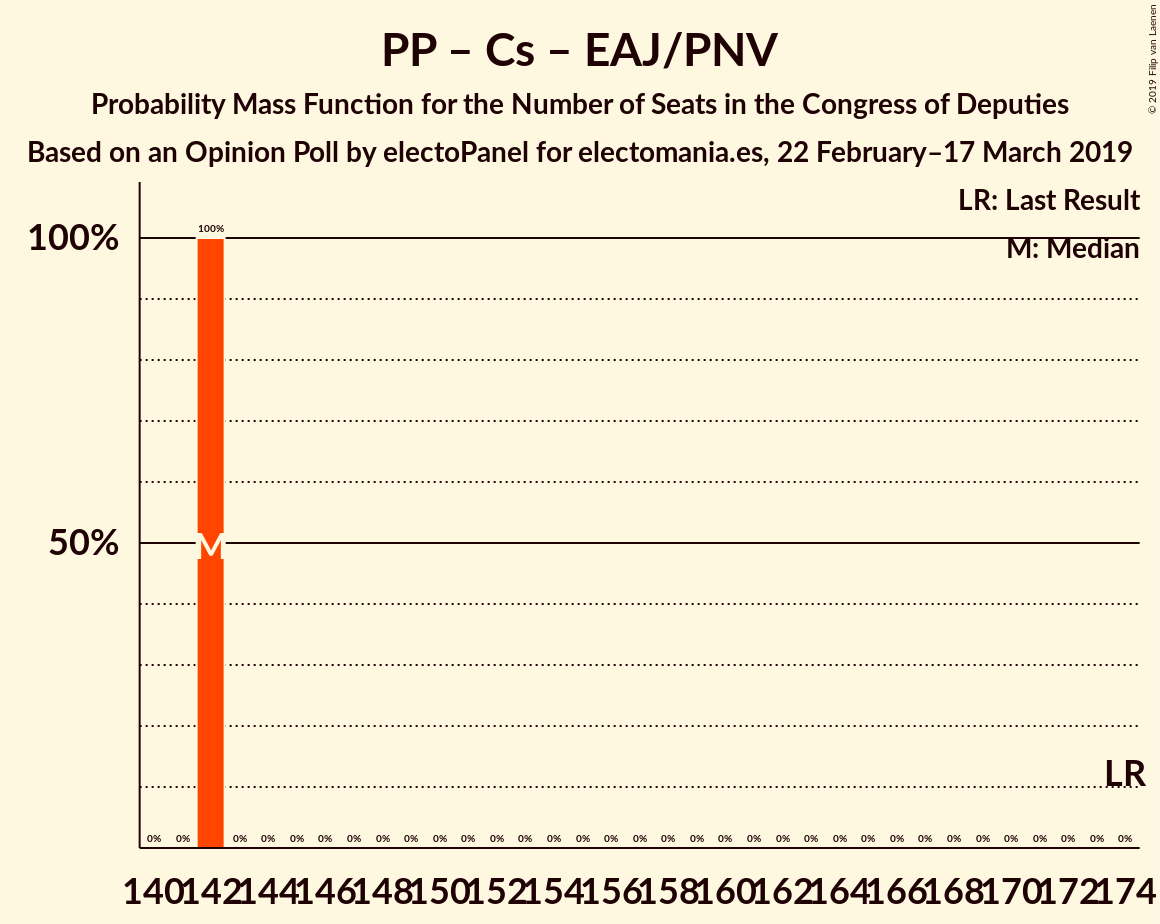 PP – Cs – EAJ/PNV
Probability Mass Function for the Number of Seats in the Congress of Deputies
Based on an Opinion Poll by electoPanel for electomania.es, 22 February–17 March 2019
© 2019 Filip van Laenen
LR: Last Result
M: Median
100%
50%
100%
M
LR
0% 0% 0% 0% 0% 0% 0% 0% 0% 0% 0% 0% 0% 0% 0% 0% 0% 0% 0% 0% 0% 0% 0% 0% 0% 0% 0% 0% 0% 0% 0% 0% 0% 0%
140 142 144 146 148 150 152 154 156 158 160 162 164 166 168 170 172 174